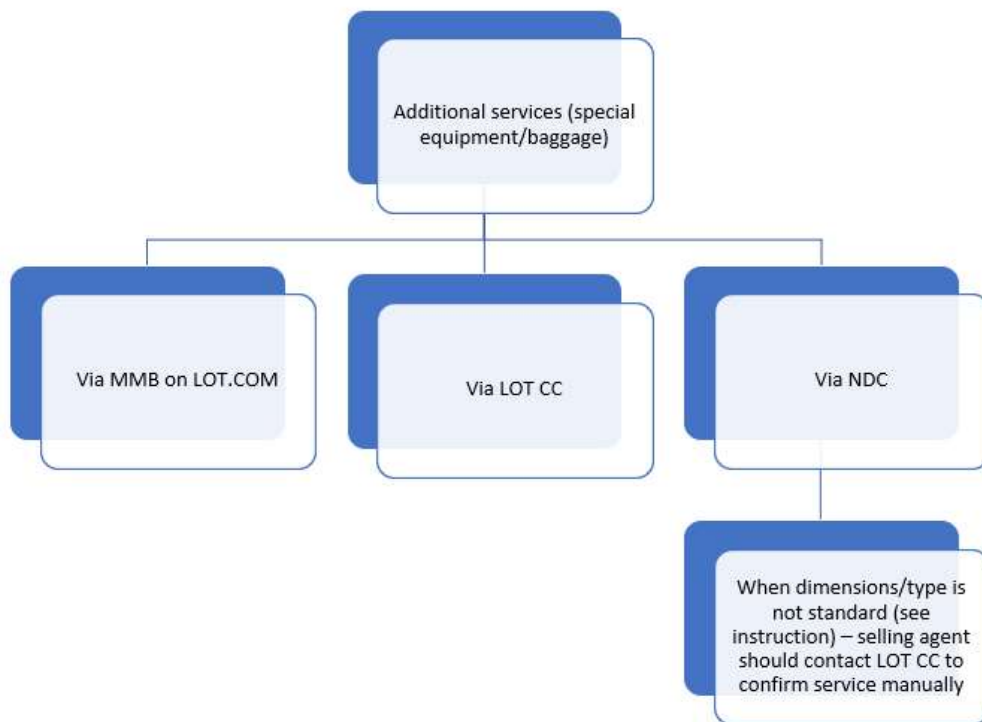 Additional services (special
equipment/baggage)
Via MMB on LOT.COM
Via LOT CC
Via NDC
When dimensions/type is
not standard (see
instruction) – selling agent
should contact LOT CC to
confirm service manually